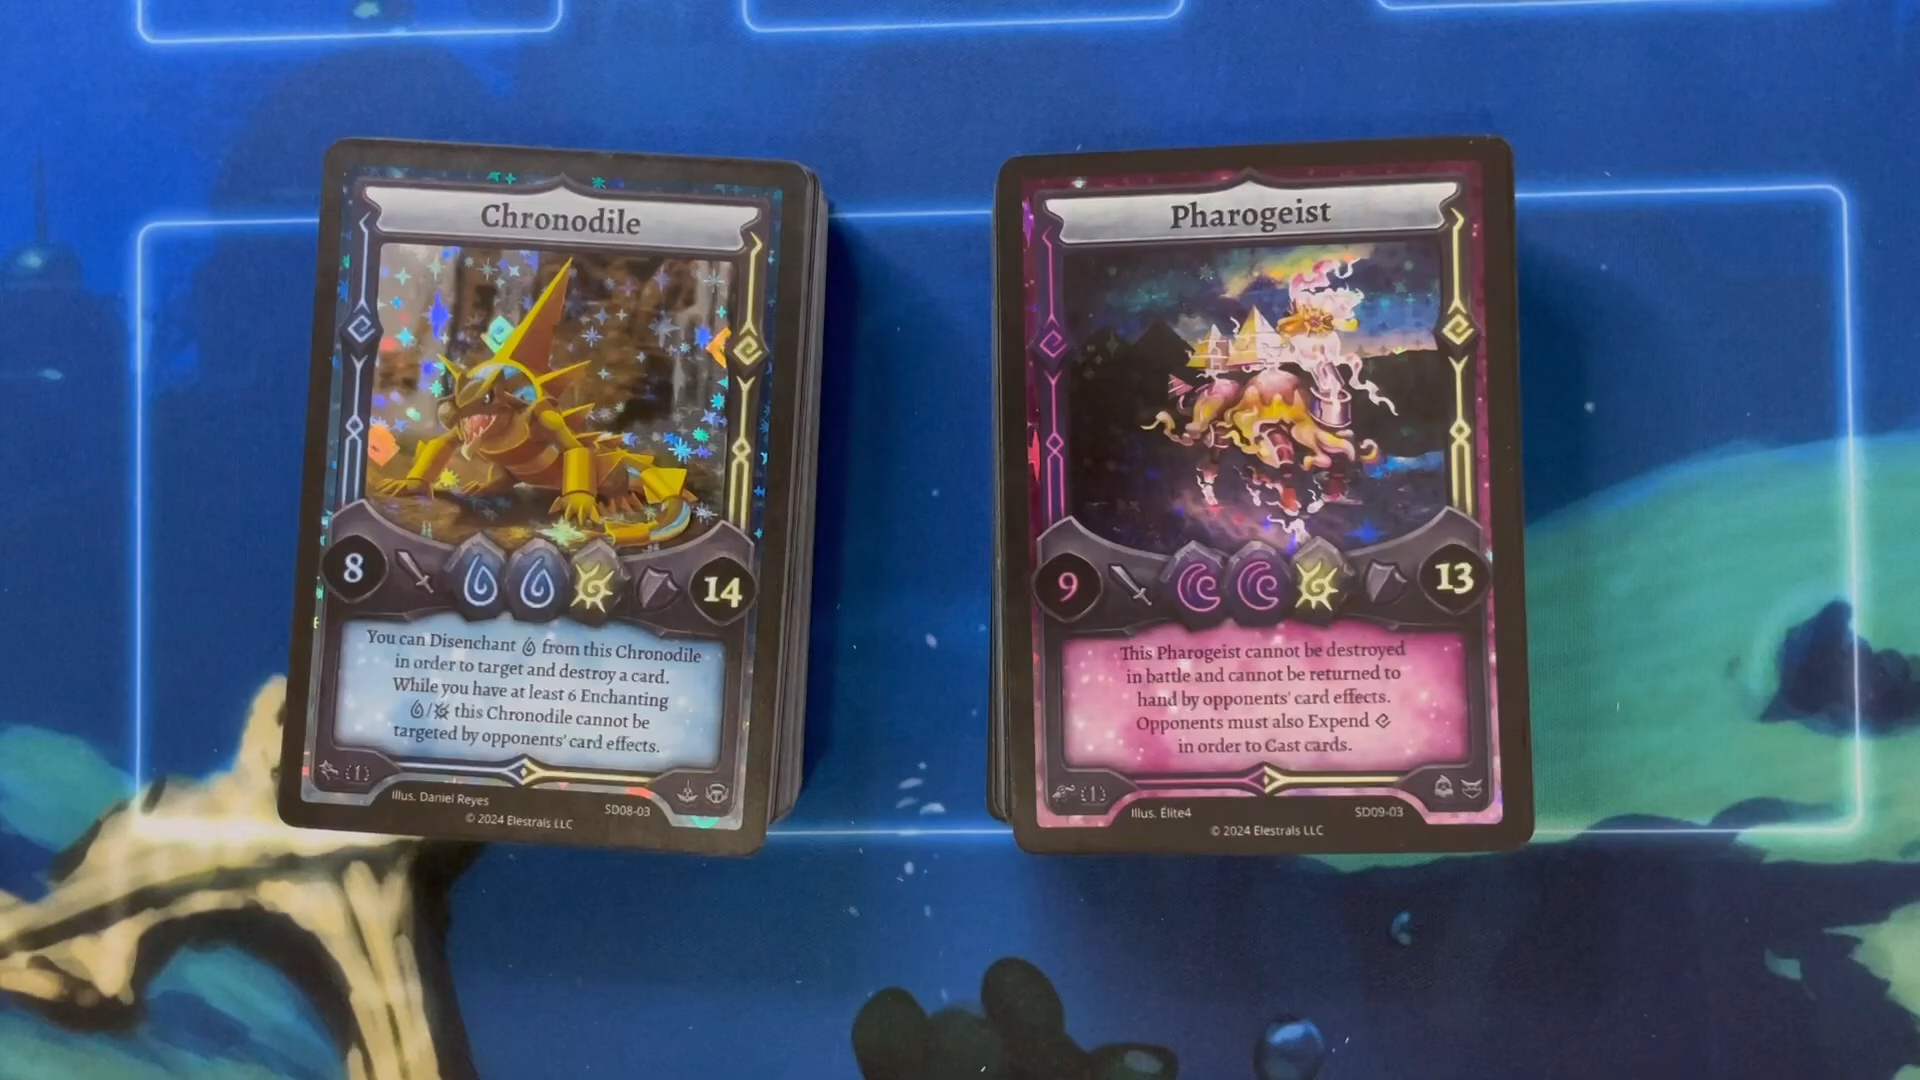 Chronodile
8
14
You can Disenchant from this Chronodile
in order to target and destroy a card.
While you have at least 6 Enchanting
/ this Chronodile cannot be
targeted by opponents' card effects.
(1)
Illus. Daniel Reyes
SD08-03
© 2024 Elestrals LLC
Pharogeist
9
13
This Pharogeist cannot be destroyed
in battle and cannot be returned to
hand by opponents' card effects.
Opponents must also Expend
in order to Cast cards.
(1)
Illus. Elite4
SD09-03
© 2024 Elestrals LLC